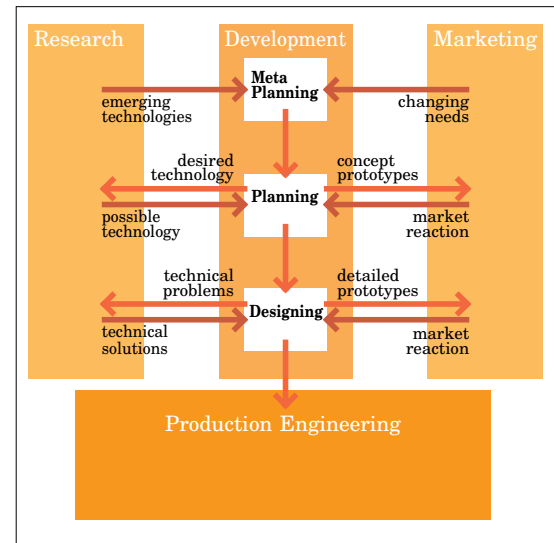 Research
Development
Marketing
Meta
Planning
emerging
technologies
changing
needs
desired
technology
concept
prototypes
Planning
possible
technology
market
reaction
technical
problems
detailed
prototypes
Designing
technical
solutions
market
reaction
Production Engineering